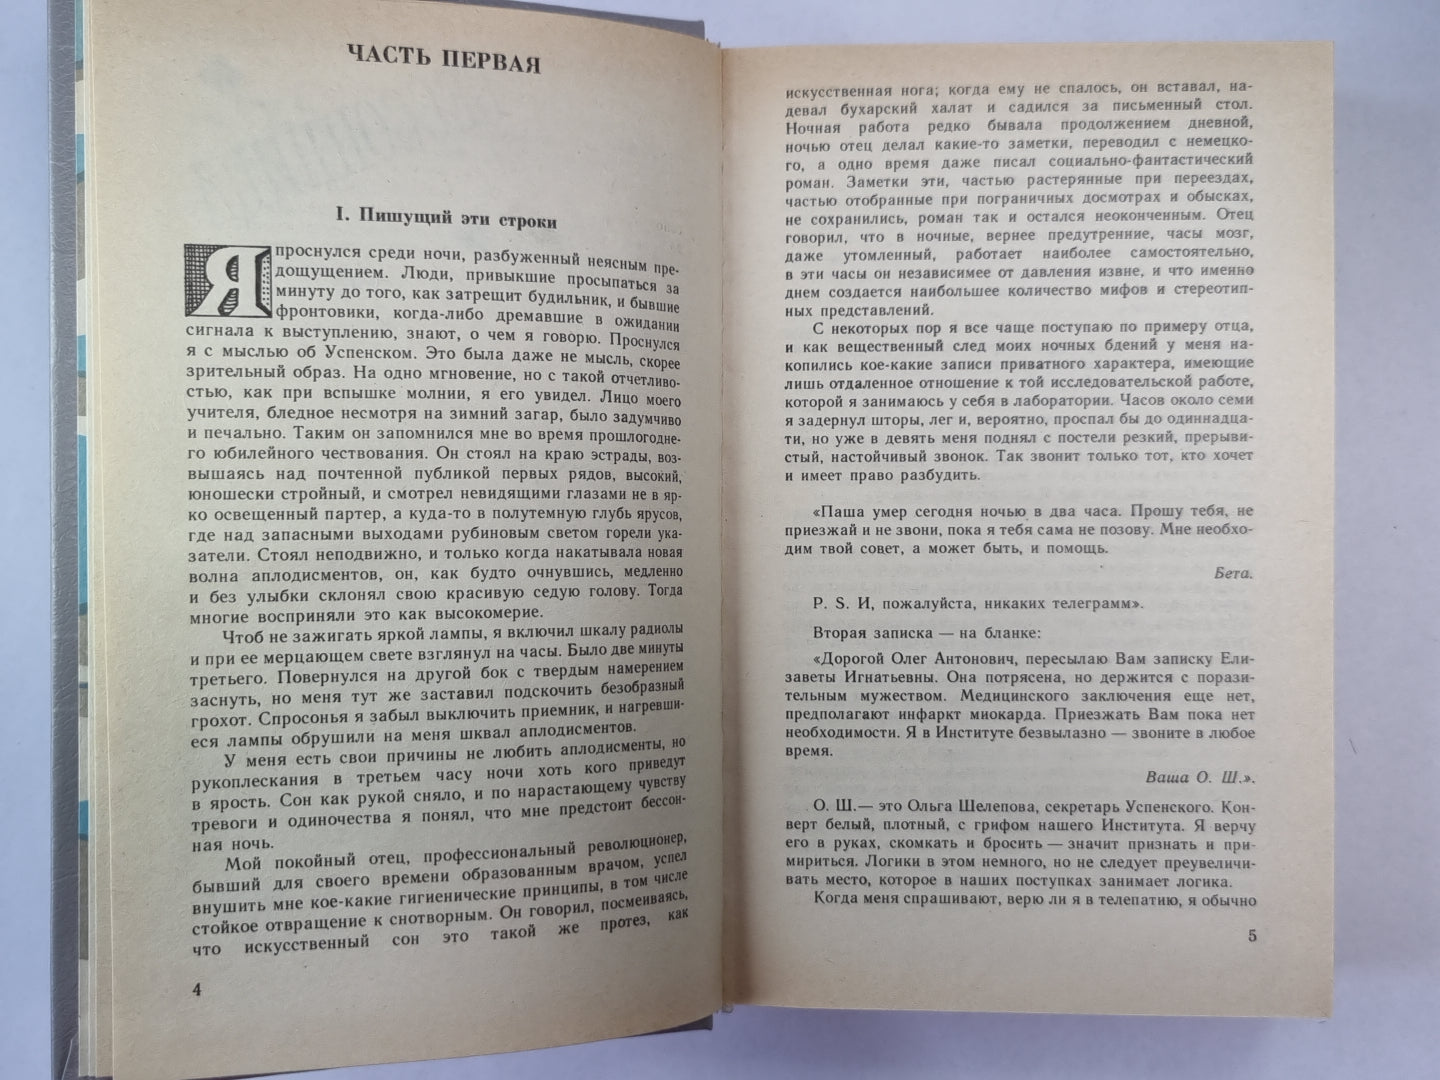 ЧАСТЬ ПЕРВАЯ
I. Пишущий эти строки
Я проснулся среди ночи, разбуженный неясным пре-
дощущением. Люди, привыкшие просыпаться за
минуту до того, как затрещит будильник, и бывшие
фронтовики, когда-либо дремавшие в ожидании
сигнала к выступлению, знают, о чем я говорю. Проснулся
я с мыслью об Успенском. Это была даже не мысль, скорее
зрительный образ. На одно мгновение, но с такой отчетливо-
стью, как при вспышке молнии, я его увидел. Лицо моего
учителя, бледное несмотря на зимний загар, было задумчиво
и печально. Таким он запомнился мне во время прошлогодне-
го юбилейного чествования. Он стоял на краю эстрады, воз-
вышаясь над почтенной публикой первых рядов, высокий,
юношески стройный, и смотрел невидящими глазами не в яр-
ко освещенный партер, а куда-то в полутемную глубь ярусов,
где над запасными выходами рубиновым светом горели ука-
затели. Стоял неподвижно, и только когда накатывала новая
волна аплодисментов, он, как будто очнувшись, медленно
и без улыбки склонял свою красивую седую голову. Тогда
многие восприняли это как высокомерие.
Чтоб не зажигать яркой лампы, я включил шкалу радиолы
и при ее мерцающем свете взглянул на часы. Было две минуты
третьего. Повернулся на другой бок с твердым намерением
заснуть, но меня тут же заставил подскочить безобразный
грохот. Спросонья я забыл выключить приемник, и нагревши-
еся лампы обрушили на меня шквал аплодисментов.
У меня есть свои причины не любить аплодисменты, но
рукоплескания в третьем часу ночи хоть кого приведут
в ярость. Сон как рукой сняло, и по нарастающему чувству
тревоги и одиночества я понял, что мне предстоит бессон-
ная ночь.
Мой покойный отец, профессиональный революционер,
бывший для своего времени образованным врачом, успел
внушить мне кое-какие гигиенические принципы, в том числе
стойкое отвращение к снотворным. Он говорил, посмеиваясь,
что искусственный сон это такой же протез, как
4
искусственная нога; когда ему не спалось, он вставал, на-
девал бухарский халат и садился за письменный стол.
Ночная работа редко бывала продолжением дневной,
ночью отец делал какие-то заметки, переводил с немецко-
го, а одно время даже писал социально-фантастический
роман. Заметки эти, частью растерянные при переездах,
частью отобранные при пограничных досмотрах и обысках,
не сохранились, роман так и остался неоконченным. Отец
говорил, что в ночные, вернее предутренние, часы мозг,
даже утомленный, работает наиболее самостоятельно,
в эти часы он независимее от давления извне, и что именно
днем создается наибольшее количество мифов и стереотип-
ных представлений.
С некоторых пор я все чаще поступаю по примеру отца,
и как вещественный след моих ночных бдений у меня на-
копились кое-какие записи приватного характера, имеющие
лишь отдаленное отношение к той исследовательской работе,
которой я занимаюсь у себя в лаборатории. Часов около семи
я задернул шторы, лег и, вероятно, проспал бы до одиннадца-
ти, но уже в девять меня поднял с постели резкий, прерыви-
стый, настойчивый звонок. Так звонит только тот, кто хочет
и имеет право разбудить.
«Паша умер сегодня ночью в два часа. Прошу тебя, не
приезжай и не звони, пока я тебя сама не позову. Мне необхо-
дим твой совет, а может быть, и помощь.
Бета.
P. S. И, пожалуйста, никаких телеграмм».
Вторая записка — на бланке:
«Дорогой Олег Антонович, пересылаю Вам записку Ели-
заветы Игнатьевны. Она потрясена, но держится с порази-
тельным мужеством. Медицинского заключения еще нет,
предполагают инфаркт миокарда. Приезжать Вам пока нет
необходимости. Я в Институте безвылазно — звоните в любое
время.
Ваша О. Ш.».
О. Ш.— это Ольга Шелепова, секретарь Успенского. Кон-
верт белый, плотный, с грифом нашего Института. Я верчу
его в руках, скомкать и бросить — значит признать и при-
мириться. Логики в этом немного, но не следует преувеличи-
вать место, которое в наших поступках занимает логика.
Когда меня спрашивают, верю ли я в телепатию, я обычно
5